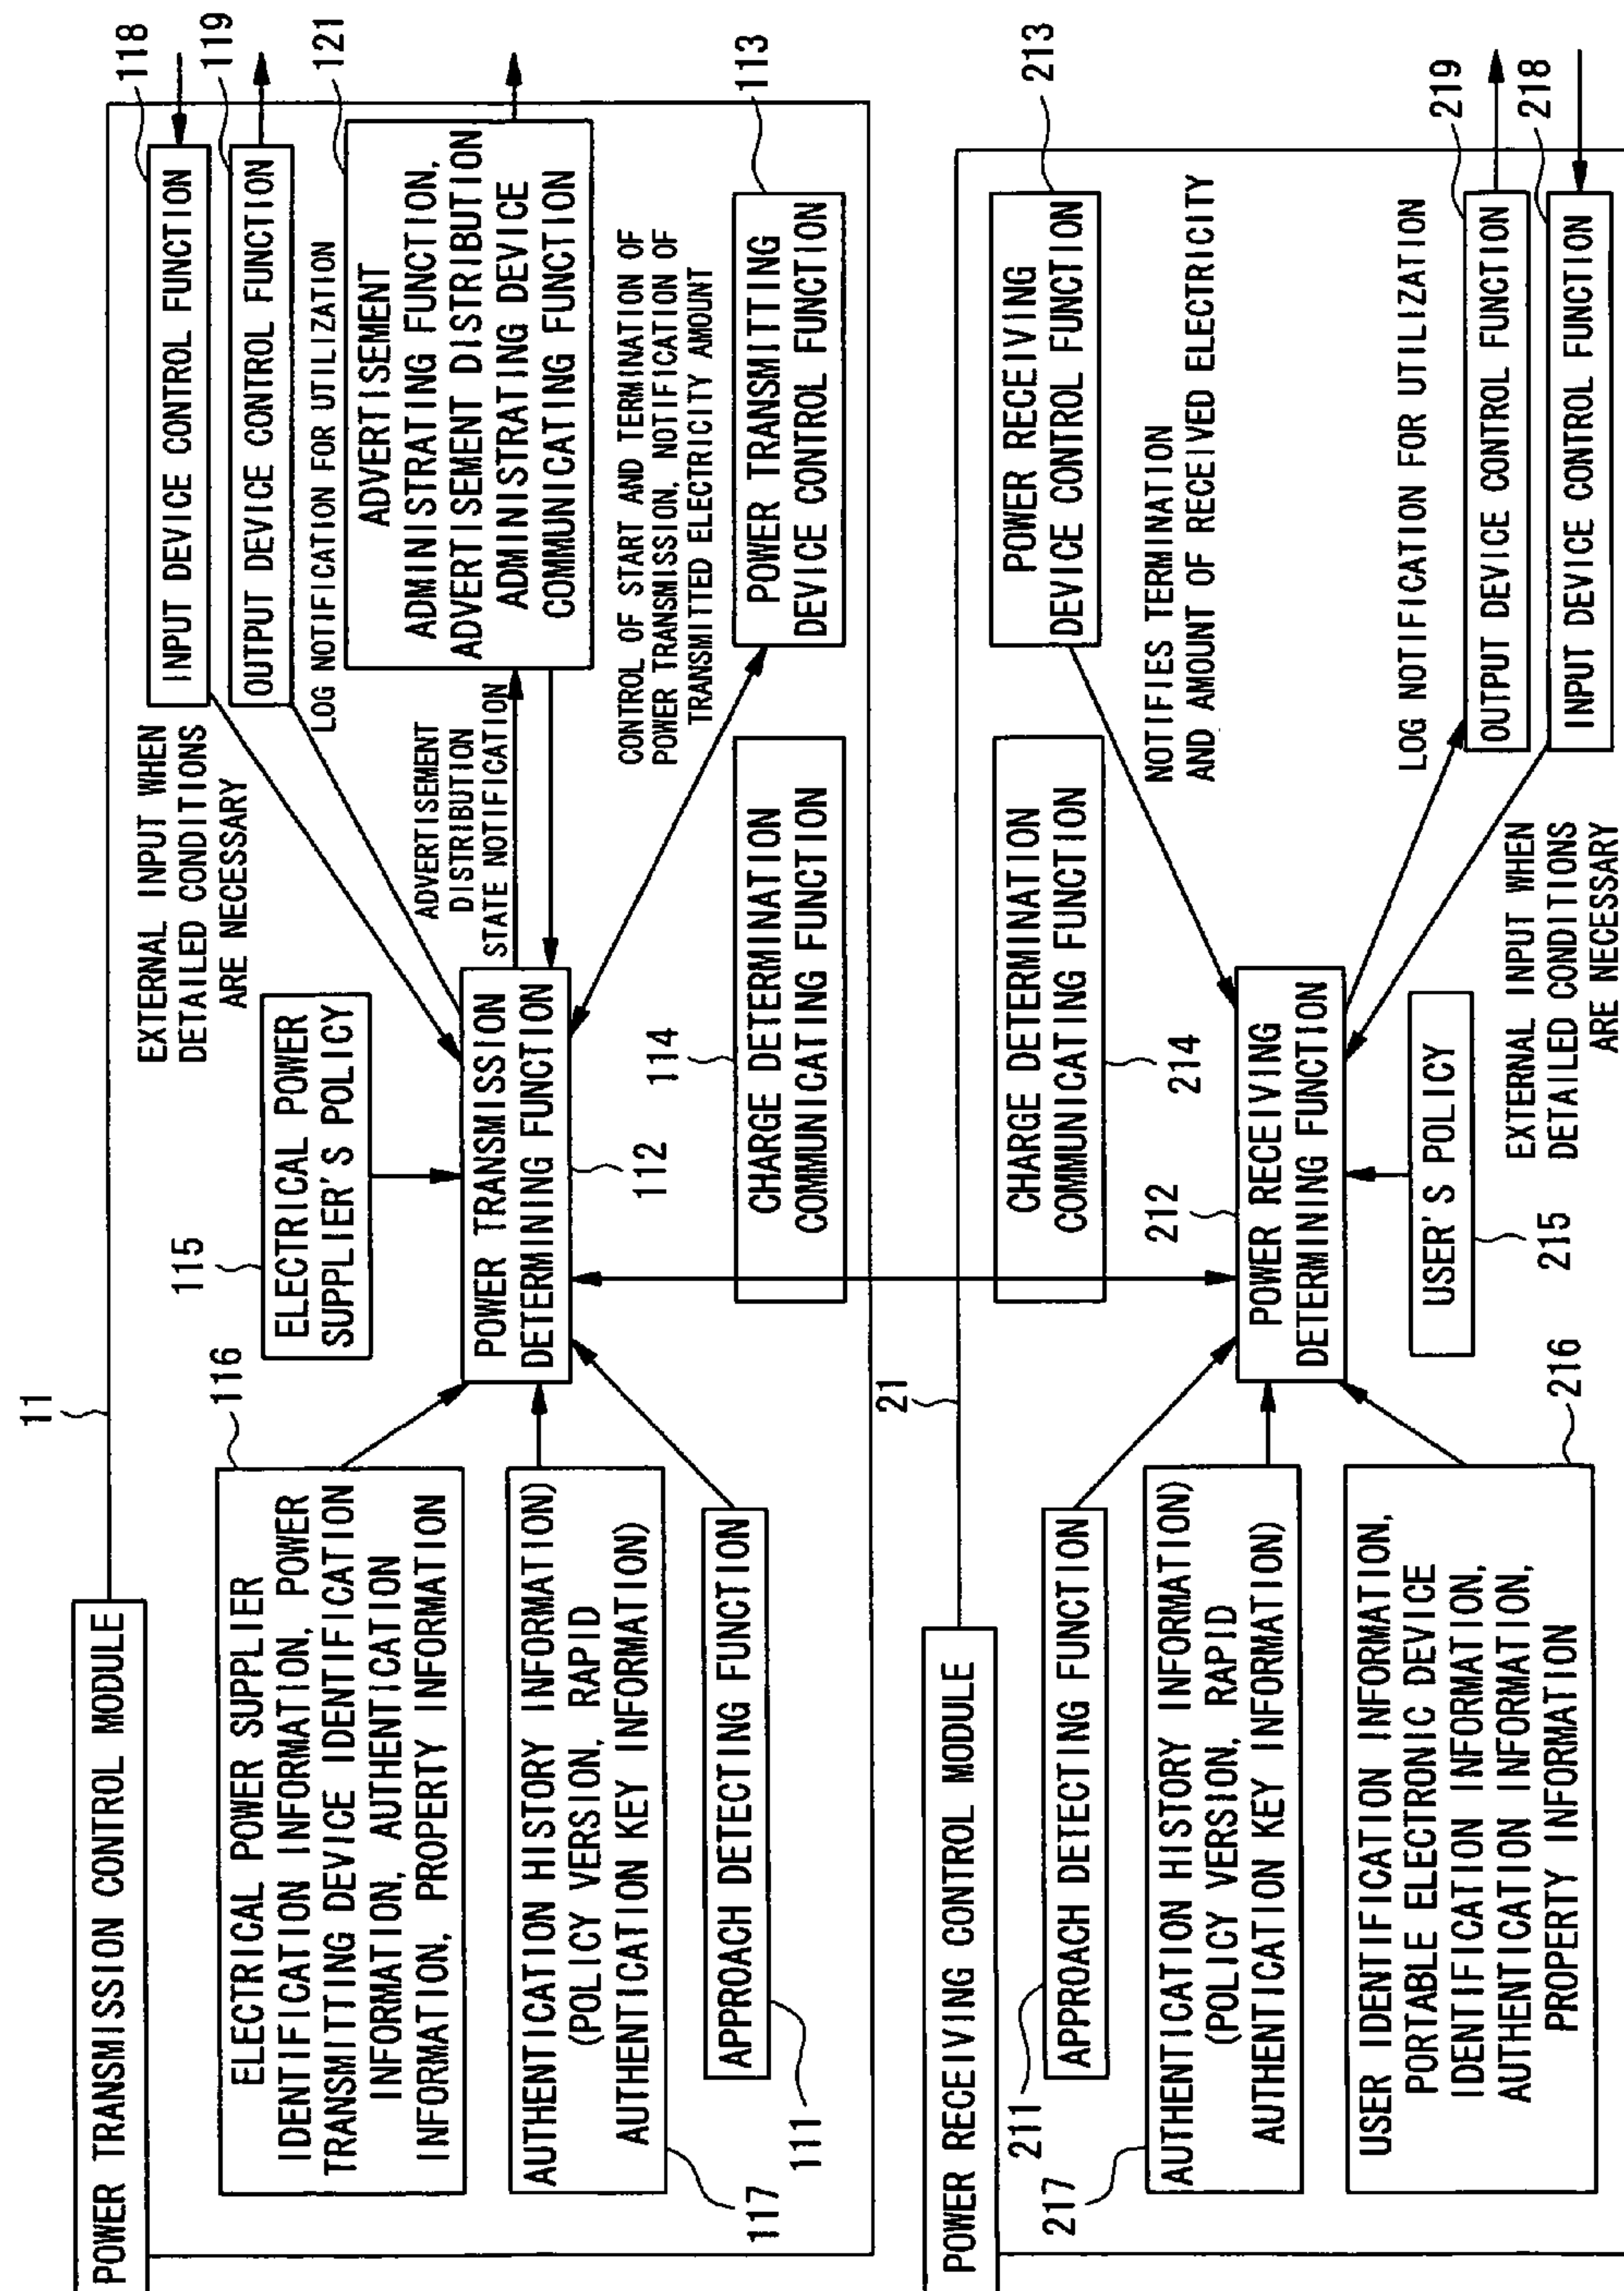 POWER TRANSMISSION CONTROL MODULE
11
ELECTRICAL POWER SUPPLIER
IDENTIFICATION INFORMATION, POWER
TRANSMITTING DEVICE IDENTIFICATION
INFORMATION, AUTHENTICATION
INFORMATION, PROPERTY INFORMATION
116
AUTHENTICATION HISTORY INFORMATION)
(POLICY VERSION, RAPID
AUTHENTICATION KEY INFORMATION)
117
APPROACH DETECTING FUNCTION
111
115
ELECTRICAL POWER
SUPPLIER'S POLICY
POWER TRANSMISSION
DETERMINING FUNCTION
112
114
CHARGE DETERMINATION
COMMUNICATING FUNCTION
EXTERNAL INPUT WHEN
DETAILED CONDITIONS
ARE NECESSARY
INPUT DEVICE CONTROL FUNCTION
118
OUTPUT DEVICE CONTROL FUNCTION
119
LOG NOTIFICATION FOR UTILIZATION
ADVERTISEMENT
DISTRIBUTION
STATE NOTIFICATION
ADVERTISEMENT
ADMINISTRATING FUNCTION,
ADVERTISEMENT DISTRIBUTION
ADMINISTRATING DEVICE
COMMUNICATING FUNCTION
121
CONTROL OF START AND TERMINATION OF
POWER TRANSMISSION, NOTIFICATION OF
TRANSMITTED ELECTRICITY AMOUNT
POWER TRANSMITTING
DEVICE CONTROL FUNCTION
113
POWER RECEIVING CONTROL MODULE
21
211
APPROACH DETECTING FUNCTION
217
AUTHENTICATION HISTORY INFORMATION)
(POLICY VERSION, RAPID
AUTHENTICATION KEY INFORMATION)
USER IDENTIFICATION INFORMATION,
PORTABLE ELECTRONIC DEVICE
IDENTIFICATION INFORMATION,
AUTHENTICATION INFORMATION,
PROPERTY INFORMATION
216
CHARGE DETERMINATION
COMMUNICATING FUNCTION
214
212
POWER RECEIVING
DETERMINING FUNCTION
USER'S POLICY
215
POWER RECEIVING
DEVICE CONTROL FUNCTION
213
NOTIFIES TERMINATION
AND AMOUNT OF RECEIVED ELECTRICITY
LOG NOTIFICATION FOR UTILIZATION
OUTPUT DEVICE CONTROL FUNCTION
219
INPUT DEVICE CONTROL FUNCTION
218
EXTERNAL INPUT WHEN
DETAILED CONDITIONS
ARE NECESSARY